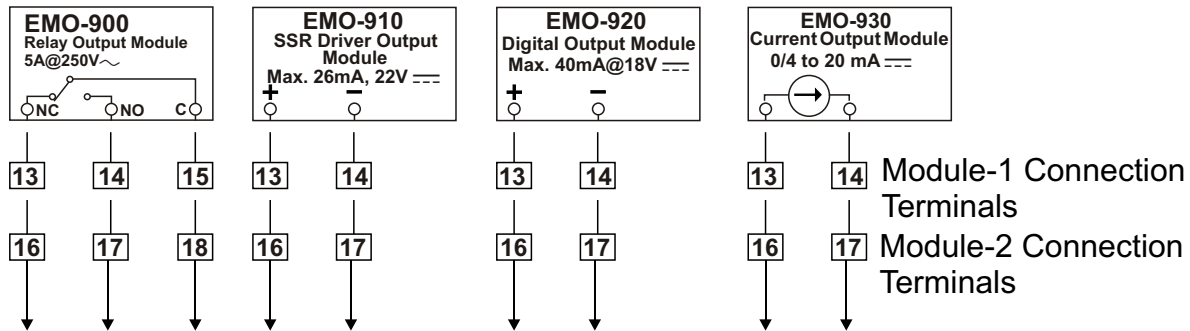 EMO-900
Relay Output Module
5A@250V
NC
NO
C
EMO-910
SSR Driver Output
Module
Max. 26mA, 22V
+ −
EMO-920
Digital Output Module
Max. 40mA@18V
+ −
EMO-930
Current Output Module
0/4 to 20 mA
13 14 15 13 14 13 14 13 14 Module-1 Connection
Terminals
16 17 18 16 17 16 17 16 17 Module-2 Connection
Terminals